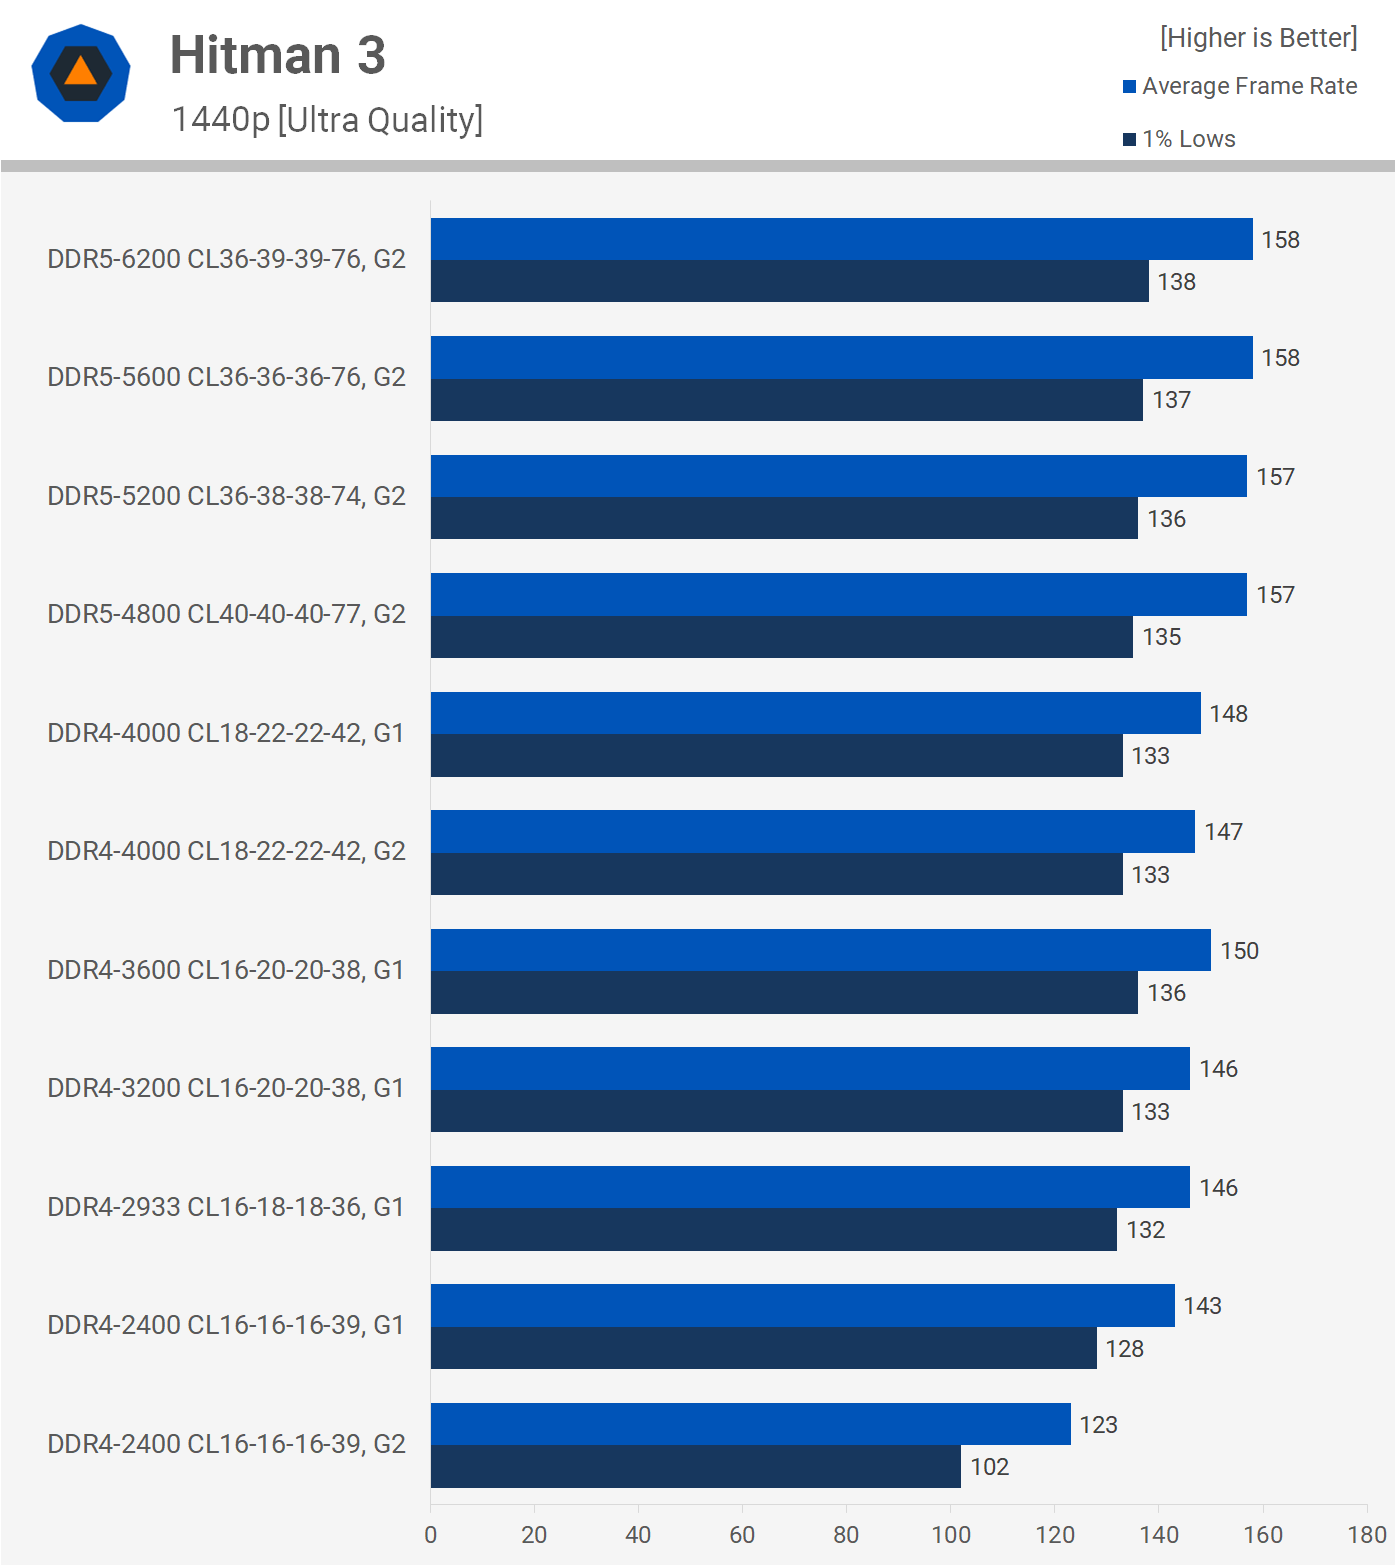 Hitman 3
1440p [Ultra Quality]
[Higher is Better]
Average Frame Rate
1% Lows
DDR5-6200 CL36-39-39-76, G2
158
138
DDR5-5600 CL36-36-36-76, G2
158
137
DDR5-5200 CL36-38-38-74, G2
157
136
DDR5-4800 CL40-40-40-77, G2
157
135
DDR4-4000 CL18-22-22-42, G1
148
133
DDR4-4000 CL18-22-22-42, G2
147
133
DDR4-3600 CL16-20-20-38, G1
150
136
DDR4-3200 CL16-20-20-38, G1
146
133
DDR4-2933 CL16-18-18-36, G1
146
132
DDR4-2400 CL16-16-16-39, G1
143
128
DDR4-2400 CL16-16-16-39, G2
123
102
0 20 40 60 80 100 120 140 160 180